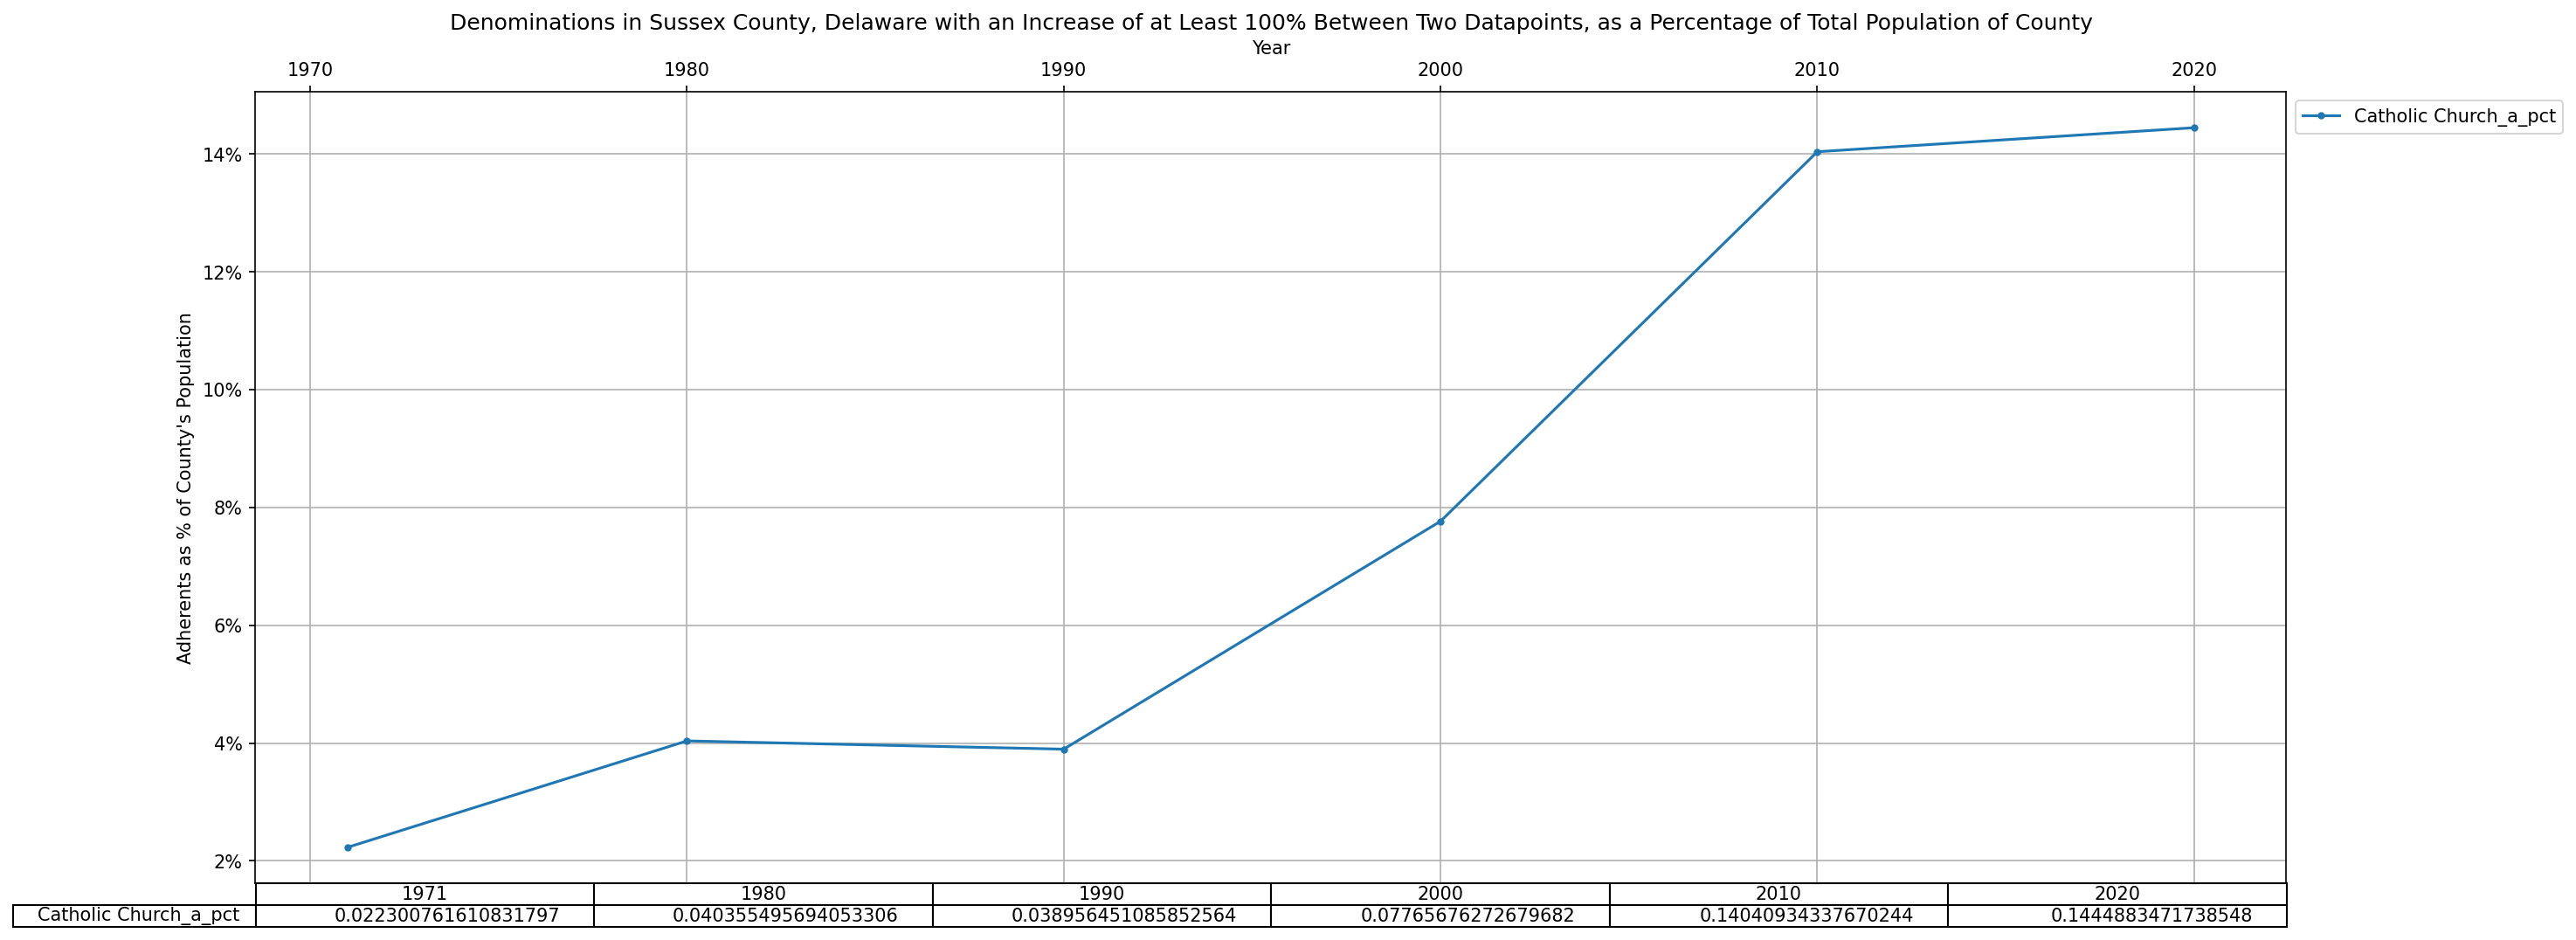 Denominations in Sussex County, Delaware with an Increase of at Least 100% Between Two Datapoints, as a Percentage of Total Population of County
Year
1970 1980 1990 2000 2010 2020
Catholic Church_a_pct
14%
12%
10%
8%
6%
4%
2%
Adherents as % of County's Population
1971 1980 1990 2000 2010 2020
Catholic Church_a_pct 0.022300761610831797 0.040355495694053306 0.0389564510858525​64 0.07765676272679682 0.14040934337670244 0.1444883471738548